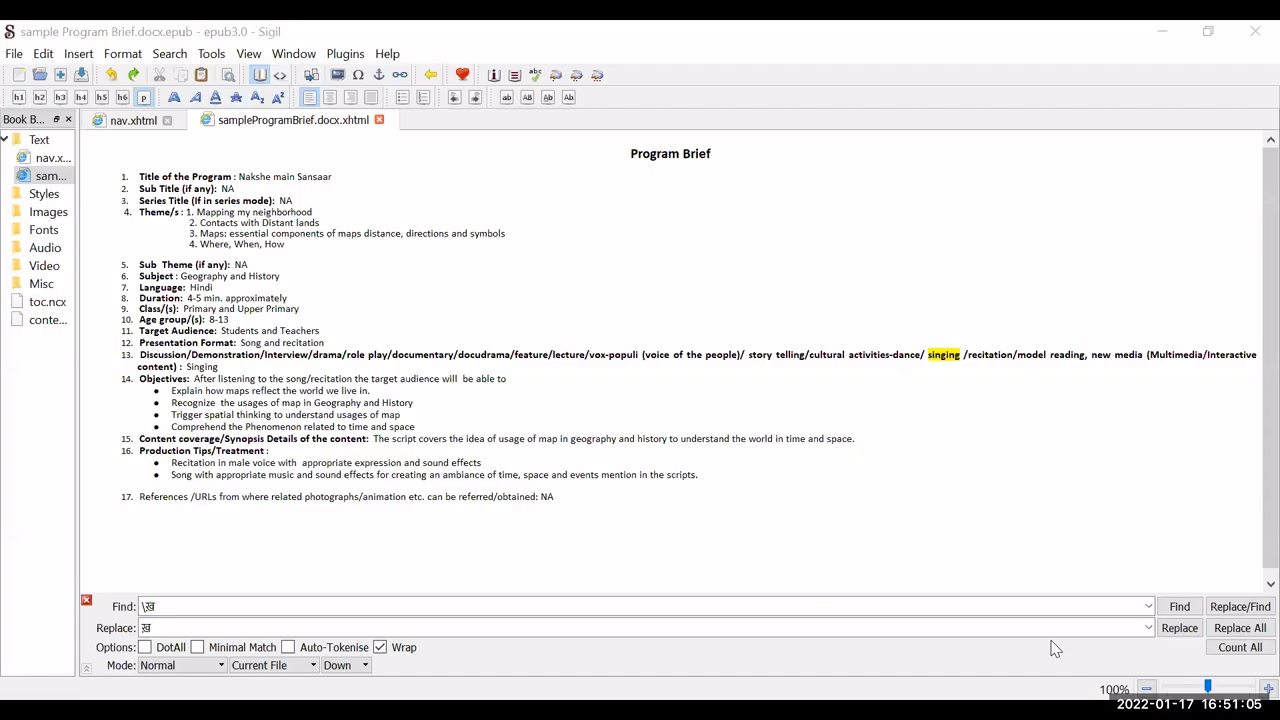 sample Program Brief.docx.epub - epub3.0 - Sigil
File Edit Insert Format Search Tools View Window Plugins Help
h1 h2 h3 h4 h5 h6 p
Book B...
nav.xhtml
sampleProgramBrief.docx.xhtml
Text
nav.x...
sam...
Styles
Images
Fonts
Audio
Video
Misc
toc.ncx
conte...
Program Brief
1. Title of the Program : Nakshe main Sansaar
2. Sub Title (if any): NA
3. Series Title (If in series mode): NA
4. Theme/s : 1. Mapping my neighborhood
2. Contacts with Distant lands
3. Maps: essential components of maps distance, directions and symbols
4. Where, When, How
5. Sub Theme (if any): NA
6. Subject : Geography and History
7. Language: Hindi
8. Duration: 4-5 min. approximately
9. Class/(s): Primary and Upper Primary
10. Age group/(s): 8-13
11. Target Audience: Students and Teachers
12. Presentation Format: Song and recitation
13. Discussion/Demonstration/Interview/drama/role play/documentary/docudrama/feature/lecture/vox-populi (voice of the people)/ story telling/cultural activities-dance/ singing /recitation/model reading, new media (Multimedia/Interactive
content) : Singing
14. Objectives: After listening to the song/recitation the target audience will be able to
● Explain how maps reflect the world we live in.
● Recognize the usages of map in Geography and History
● Trigger spatial thinking to understand usages of map
● Comprehend the Phenomenon related to time and space
15. Content coverage/Synopsis Details of the content: The script covers the idea of usage of map in geography and history to understand the world in time and space.
16. Production Tips/Treatment :
● Recitation in male voice with appropriate expression and sound effects
● Song with appropriate music and sound effects for creating an ambiance of time, space and events mention in the scripts.
17. References /URLs from where related photographs/animation etc. can be referred/obtained: NA
Find: \ख़ Find Replace/Find
Replace: ख़ Replace Replace All
Options: DotAll Minimal Match Auto-Tokenise Wrap Count All
Mode: Normal Current File Down
100%
2022-01-17 16:51:05